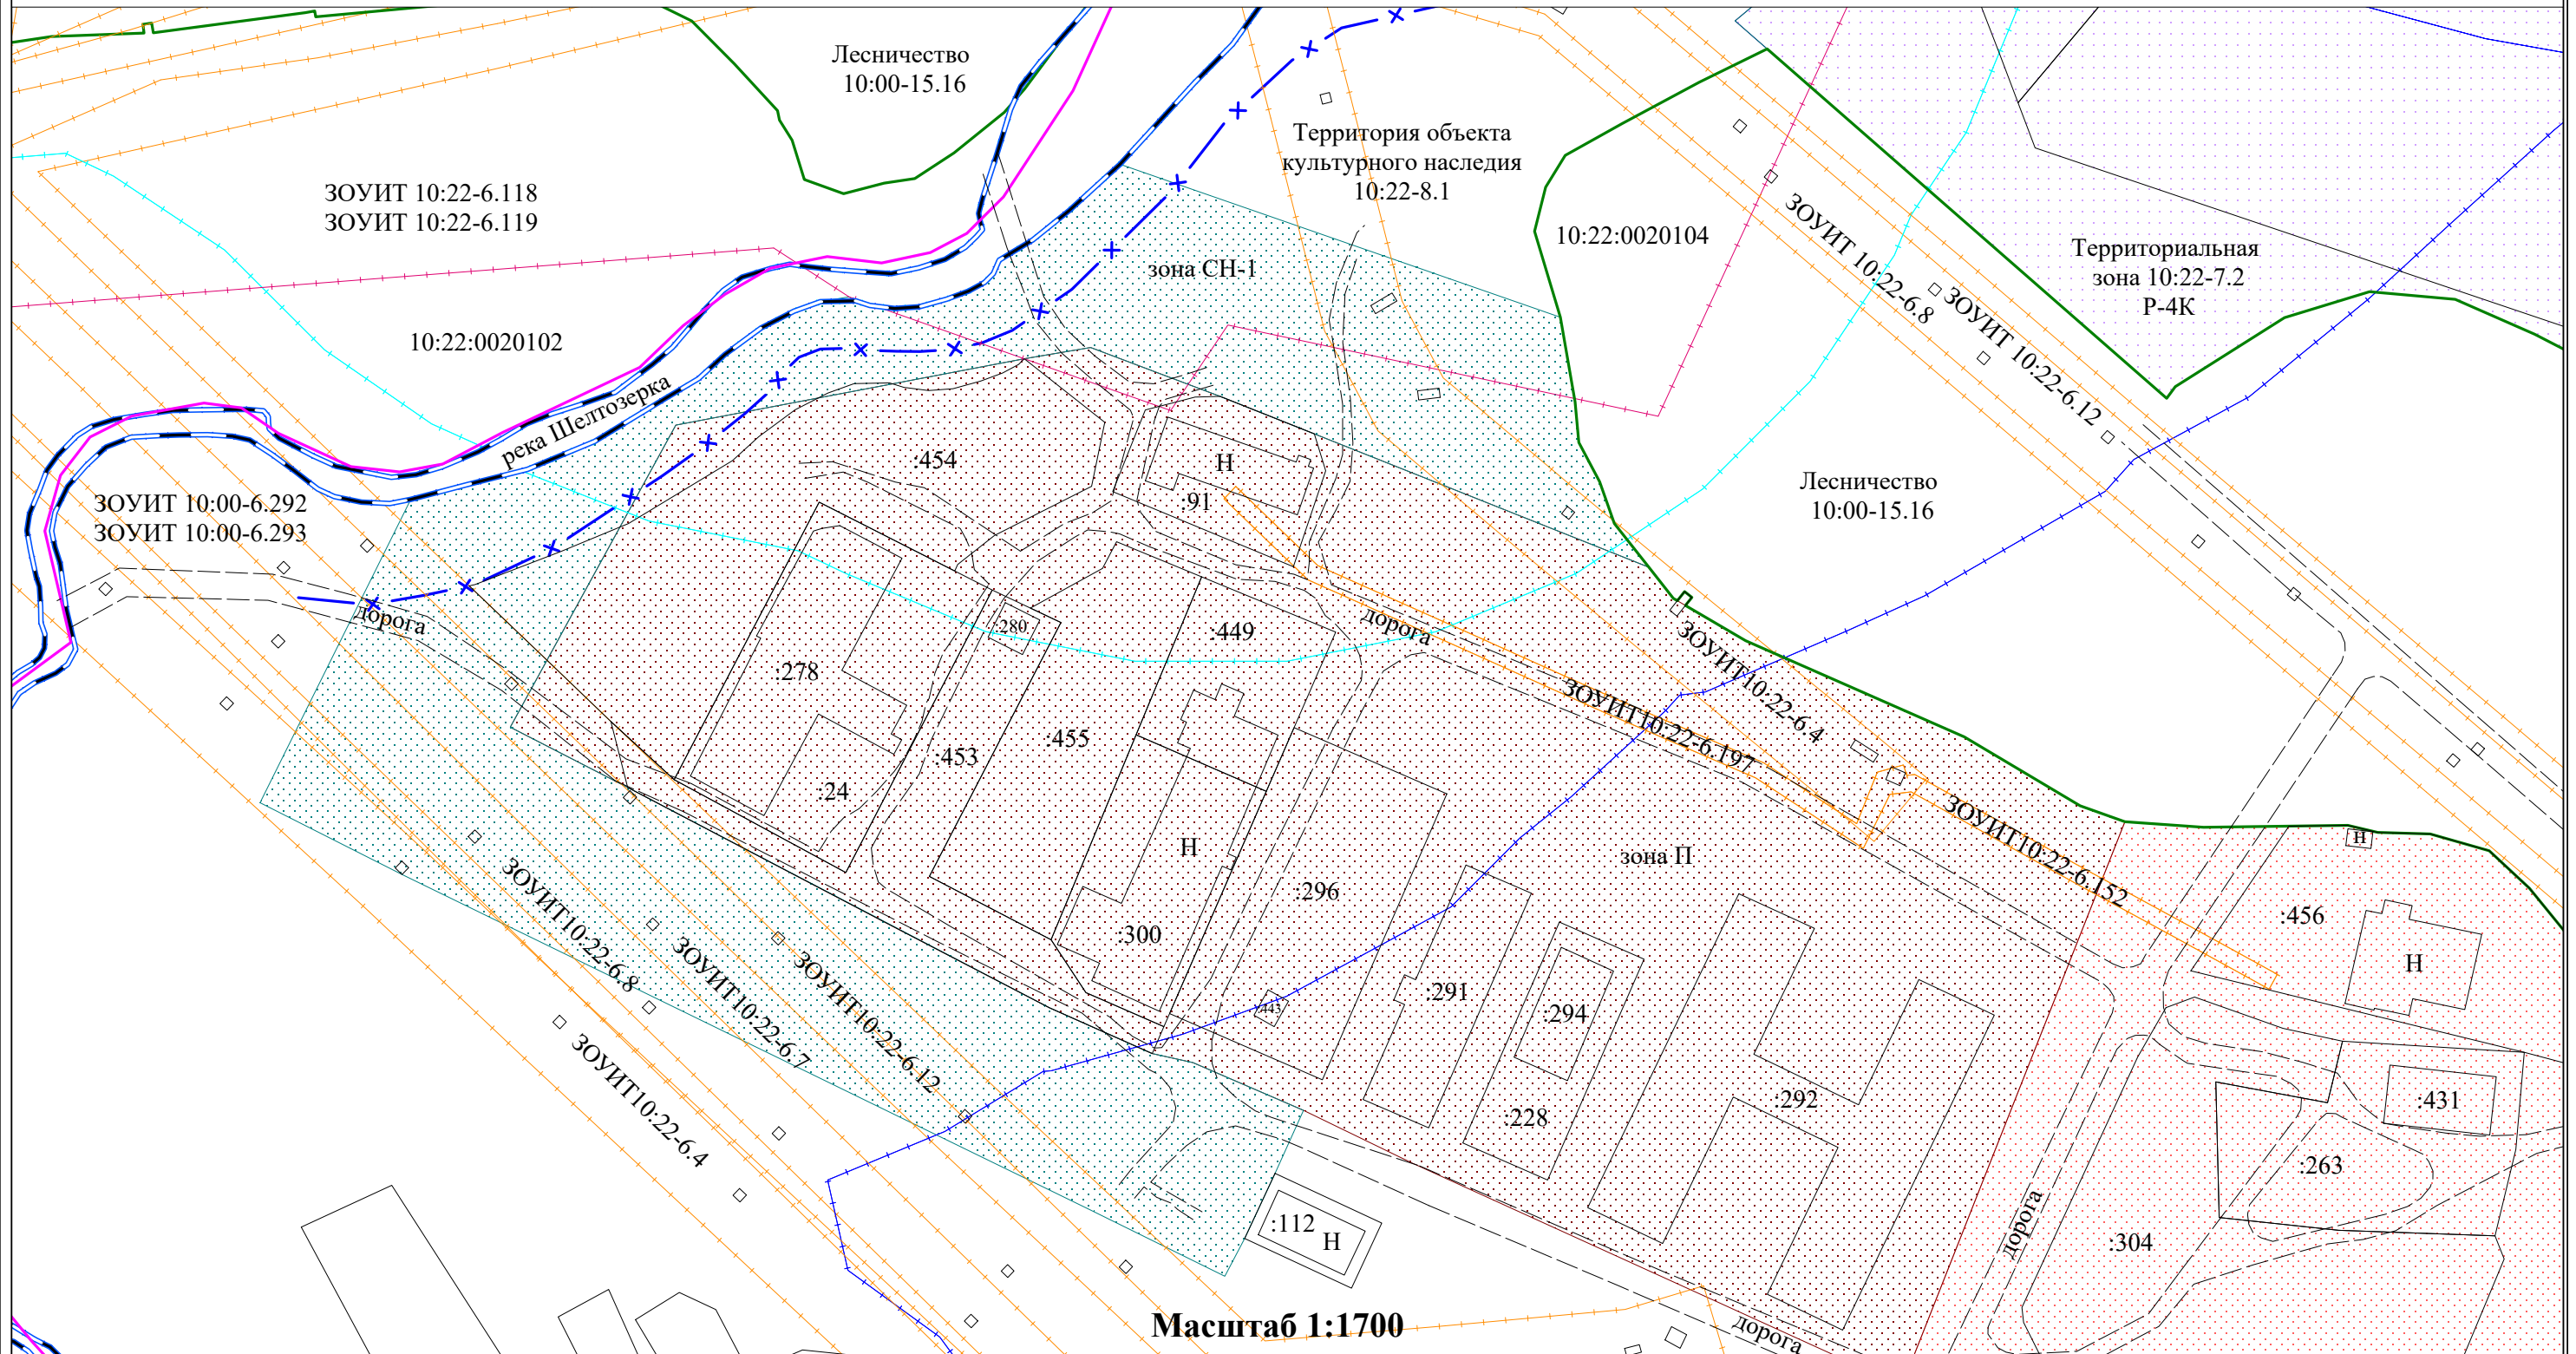 Лесничество
10:00-15.16
Территория объекта
культурного наследия
10:22-8.1
ЗОУИТ 10:22-6.118
ЗОУИТ 10:22-6.119
10:22:0020104
ЗОУИТ 10:22-6.8
ЗОУИТ 10:22-6.12
Территориальная
зона 10:22-7.2
Р-4К
зона СН-1
10:22:0020102
река Шелтозерка
:454
Н
:91
Лесничество
10:00-15.16
ЗОУИТ 10:00-6.292
ЗОУИТ 10:00-6.293
дорога
:280
:449
дорога
ЗОУИТ10:22-6.4
:278
ЗОУИТ10:22-6.197
:453
:455
:24
Н
зона П
ЗОУИТ10:22-6.152
Н
:296
:456
:300
Н
ЗОУИТ10:22-6.8
ЗОУИТ10:22-6.7
ЗОУИТ10:22-6.12
:291
:443
:294
ЗОУИТ10:22-6.4
:292
:431
:228
:263
:112
Н
дорога
:304
Масштаб 1:1700
дорога